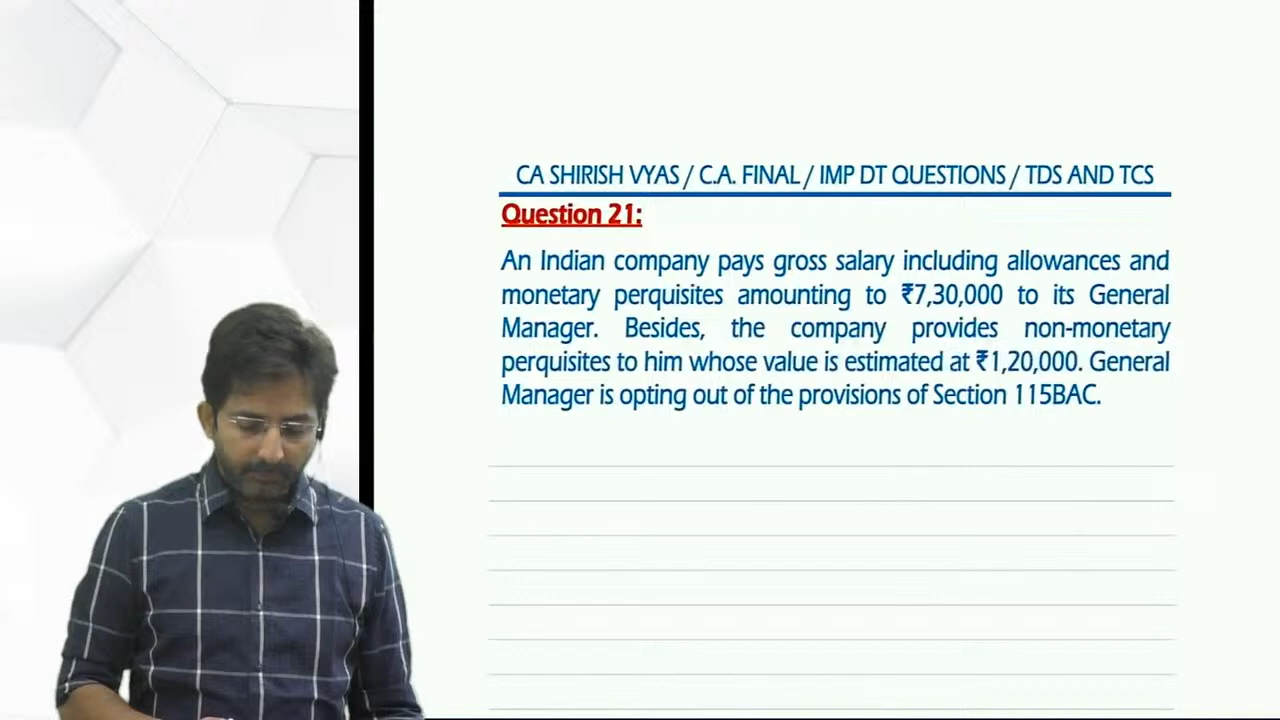 CA SHIRISH VYAS / C.A. FINAL / IMP DT QUESTIONS / TDS AND TCS
Question 21:
An Indian company pays gross salary including allowances and
monetary perquisites amounting to ₹7,30,000 to its General
Manager. Besides, the company provides non-monetary
perquisites to him whose value is estimated at ₹1,20,000. General
Manager is opting out of the provisions of Section 115BAC.